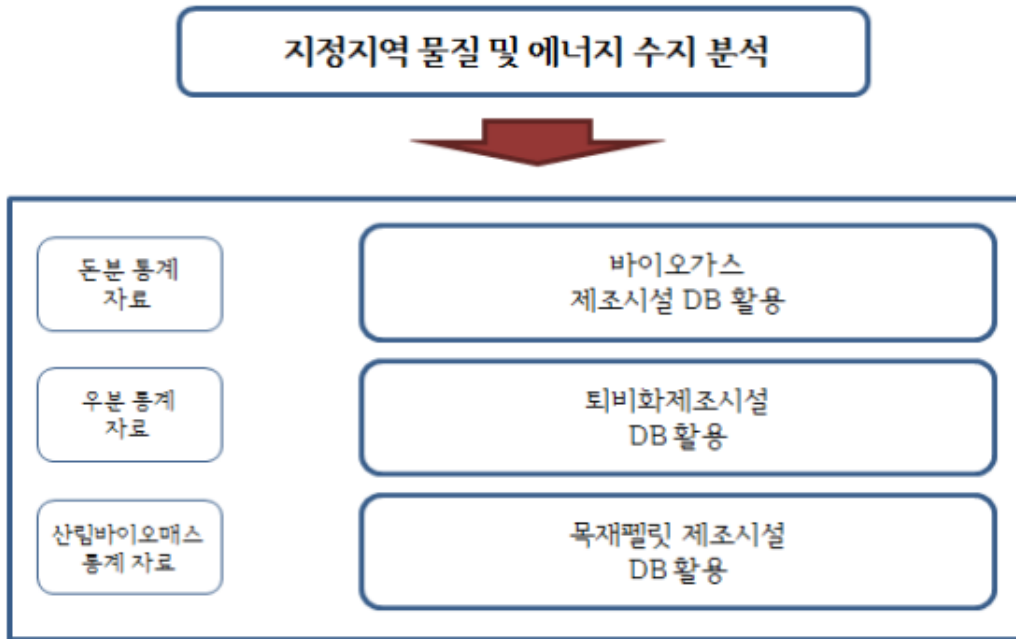 지정지역 물질 및 에너지 수지 분석
돈분 통계
자료
바이오가스
제조시설 DB 활용
우분 통계
자료
퇴비화제조시설
DB 활용
산림바이오매스
통계 자료
목재펠릿 제조시설
DB 활용